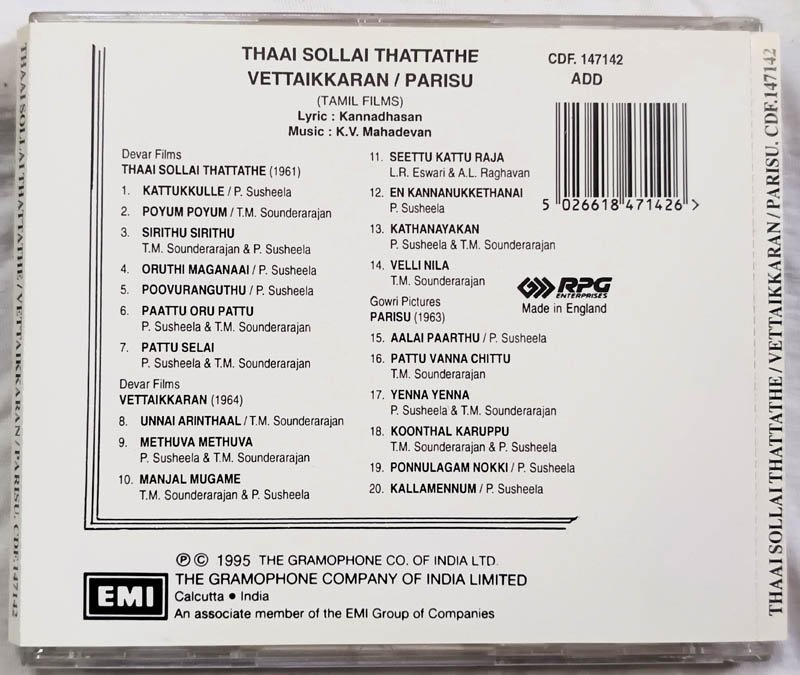 THAAI SOLLAI THATTATHE
VETTAIKKARAN / PARISU
(TAMIL FILMS)
Lyric : Kannadhasan
Music : K.V. Mahadevan
CDF. 147142
ADD
5 026618 471426 >
Devar Films
THAAI SOLLAI THATTATHE (1961)
1. KATTUKKULLE / P. Susheela
2. POYUM POYUM / T.M. Sounderarajan
3. SIRITHU SIRITHU
T.M. Sounderarajan & P. Susheela
4. ORUTHI MAGANAAI / P. Susheela
5. POOVURANGUTHU / P. Susheela
6. PAATTU ORU PATTU
P. Susheela & T.M. Sounderarajan
7. PATTU SELAI
P. Susheela & T.M. Sounderarajan
Devar Films
VETTAIKKARAN (1964)
8. UNNAI ARINTHAAL / T.M. Sounderarajan
9. METHUVA METHUVA
P. Susheela & T.M. Sounderarajan
10. MANJAL MUGAME
T.M. Sounderarajan & P. Susheela
11. SEETTU KATTU RAJA
L.R. Eswari & A.L. Raghavan
12. EN KANNANUKKETHANAI
P. Susheela
13. KATHANAYAKAN
P. Susheela & T.M. Sounderarajan
14. VELLI NILA
T.M. Sounderarajan
Gowri Pictures
PARISU (1963)
15. AALAI PAARTHU / P. Susheela
16. PATTU VANNA CHITTU
T.M. Sounderarajan
17. YENNA YENNA
P. Susheela & T.M. Sounderarajan
18. KOONTHAL KARUPPU
T.M. Sounderarajan & P. Susheela
19. PONNULAGAM NOKKI / P. Susheela
20. KALLAMENNUM / P. Susheela
RPG
ENTERPRISES
Made in England
℗ © 1995 THE GRAMOPHONE CO. OF INDIA LTD.
THE GRAMOPHONE COMPANY OF INDIA LIMITED
Calcutta • India
An associate member of the EMI Group of Companies
EMI
THAAI SOLLAI THATTATHE / VETTAIKKARAN / PARISU. CDF.147142
THAAI SOLLAI THATTATHE / VETTAIKKARAN / PARISU. CDF.147142